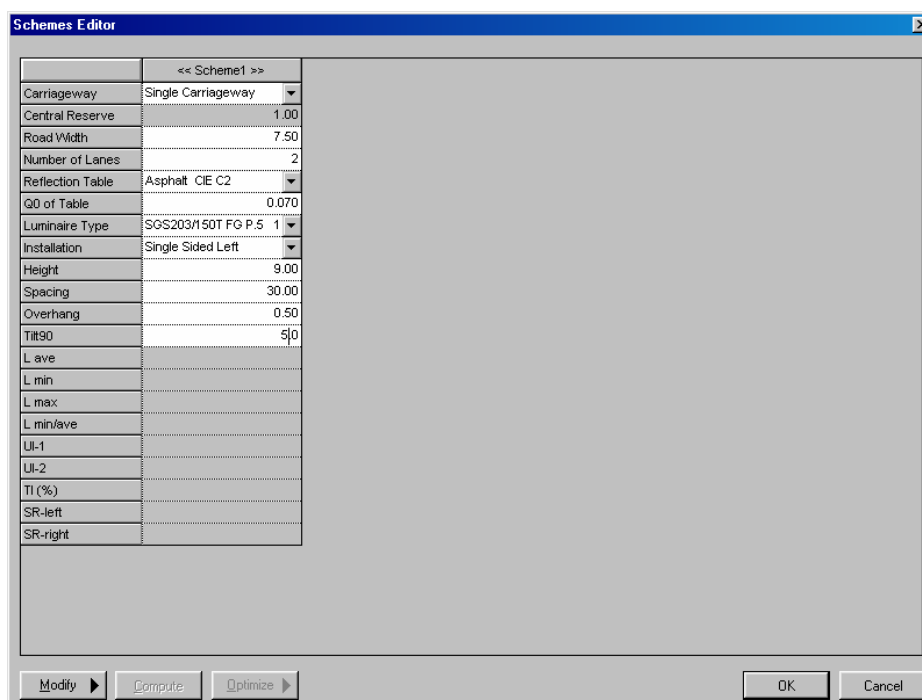 Schemes Editor
<< Scheme1 >>
Carriageway Single Carriageway
Central Reserve 1.00
Road Width 7.50
Number of Lanes 2
Reflection Table Asphalt CIE C2
Q0 of Table 0.070
Luminaire Type SGS203/150T FG P.5 1
Installation Single Sided Left
Height 9.00
Spacing 30.00
Overhang 0.50
Tilt90 5.0
L ave
L min
L max
L min/ave
UI-1
UI-2
TI (%)
SR-left
SR-right
Modify Compute Optimize OK Cancel